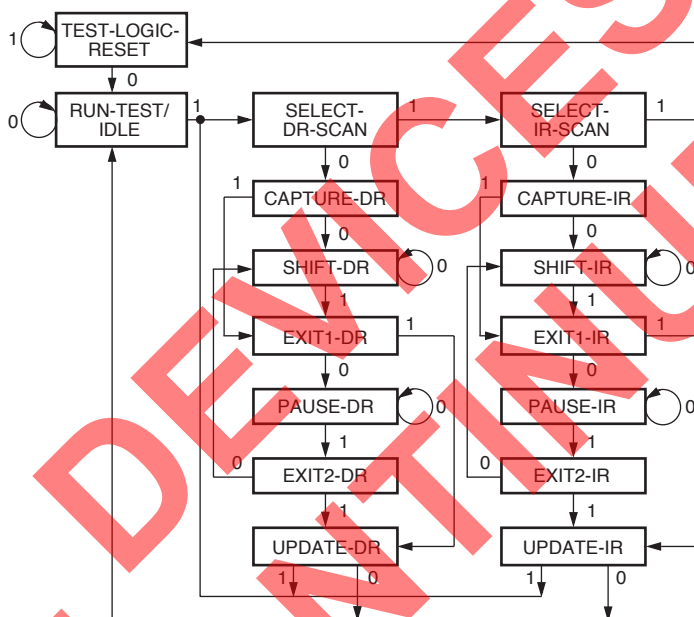 TEST-LOGIC-
RESET
1
0
RUN-TEST/
IDLE
0
1
SELECT-
DR-SCAN
1
SELECT-
IR-SCAN
1
0
0
1
CAPTURE-DR
1
CAPTURE-IR
0
0
SHIFT-DR
0
SHIFT-IR
0
1
1
EXIT1-DR
1
EXIT1-IR
1
0
0
PAUSE-DR
0
PAUSE-IR
0
1
1
0
EXIT2-DR
0
EXIT2-IR
1
1
UPDATE-DR
UPDATE-IR
1
0
1
0
DEVICES